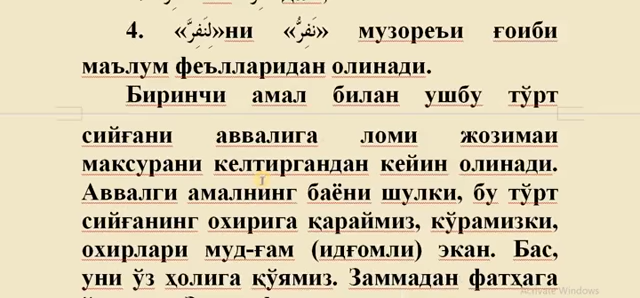 4. «لِنَفِرَّ»ни «نَفِرُّ» музореъи ғоиби
маълум феълларидан олинади.
Биринчи амал билан ушбу тўрт
сийғани аввалига ломи жозимаи
максурани келтиргандан кейин олинади.
Аввалги амалнинг баёни шулки, бу тўрт
сийғанинг охирига қараймиз, кўрамизки,
охирлари муд-ғам (идғомли) экан. Бас,
уни ўз ҳолига қўямиз. Заммадан фатҳага
Activate Windows